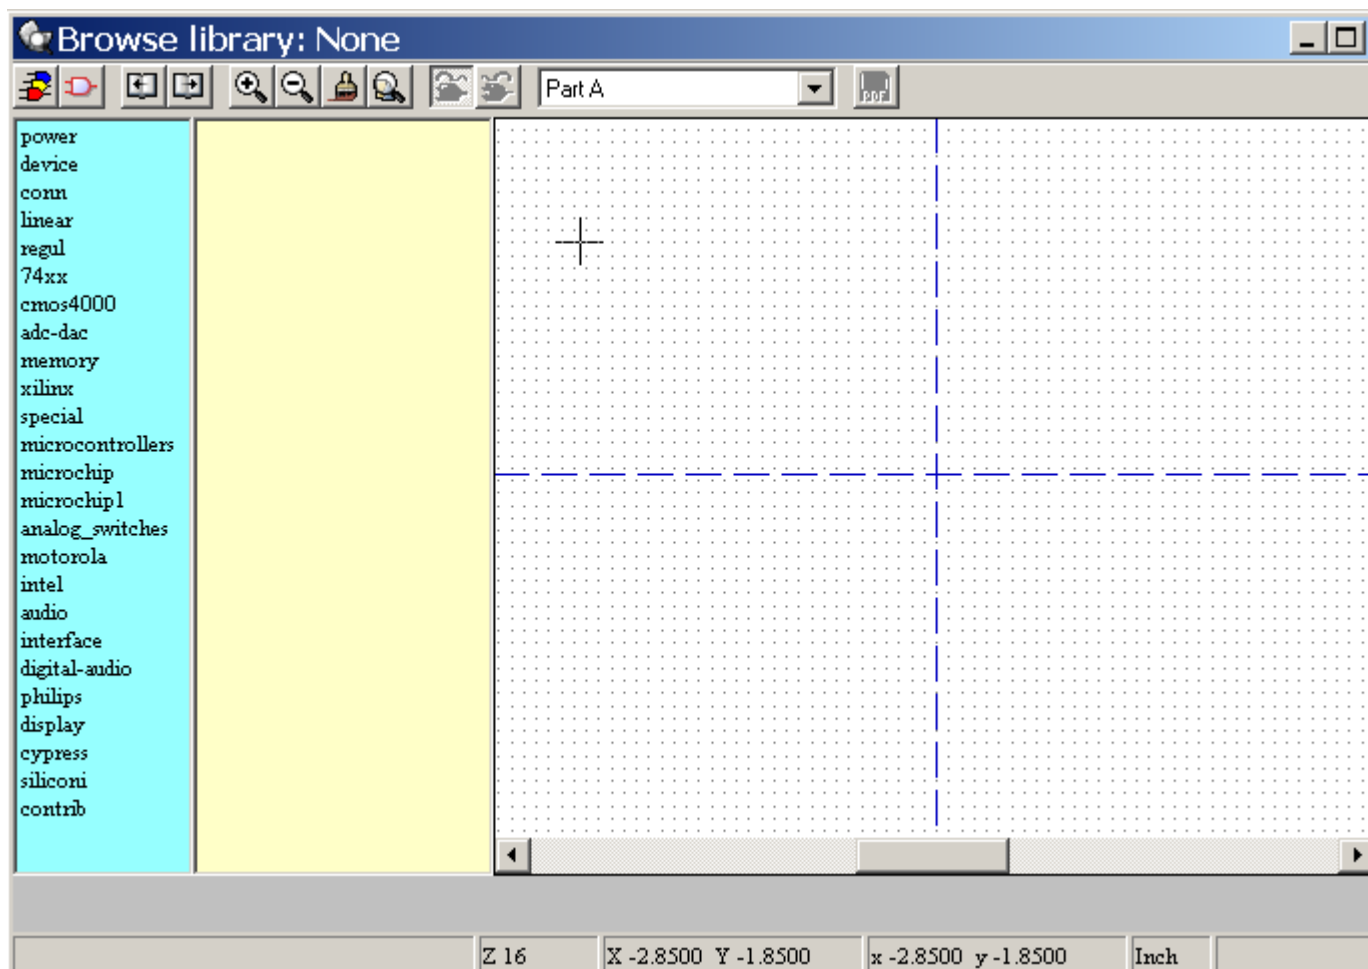 Browse library: None
Part A
PDF
power
device
conn
linear
regul
74xx
cmos4000
adc-dac
memory
xilinx
special
microcontrollers
microchip
microchip1
analog_switches
motorola
intel
audio
interface
digital-audio
philips
display
cypress
siliconi
contrib
Z 16 X -2.8500 Y -1.8500 x -2.8500 y -1.8500 Inch